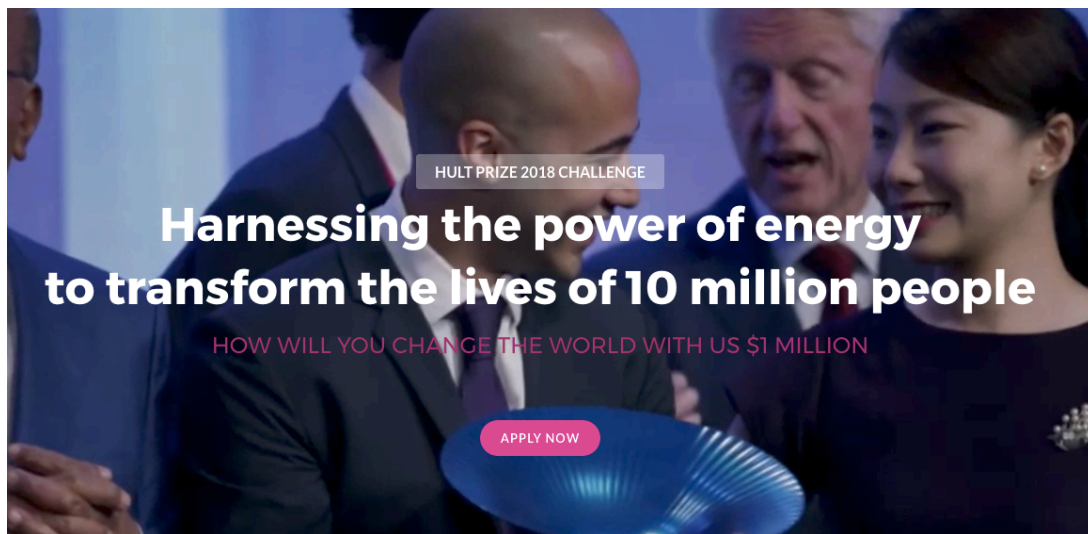 HULT PRIZE 2018 CHALLENGE
Harnessing the power of energy
to transform the lives of 10 million people
HOW WILL YOU CHANGE THE WORLD WITH US $1 MILLION
APPLY NOW